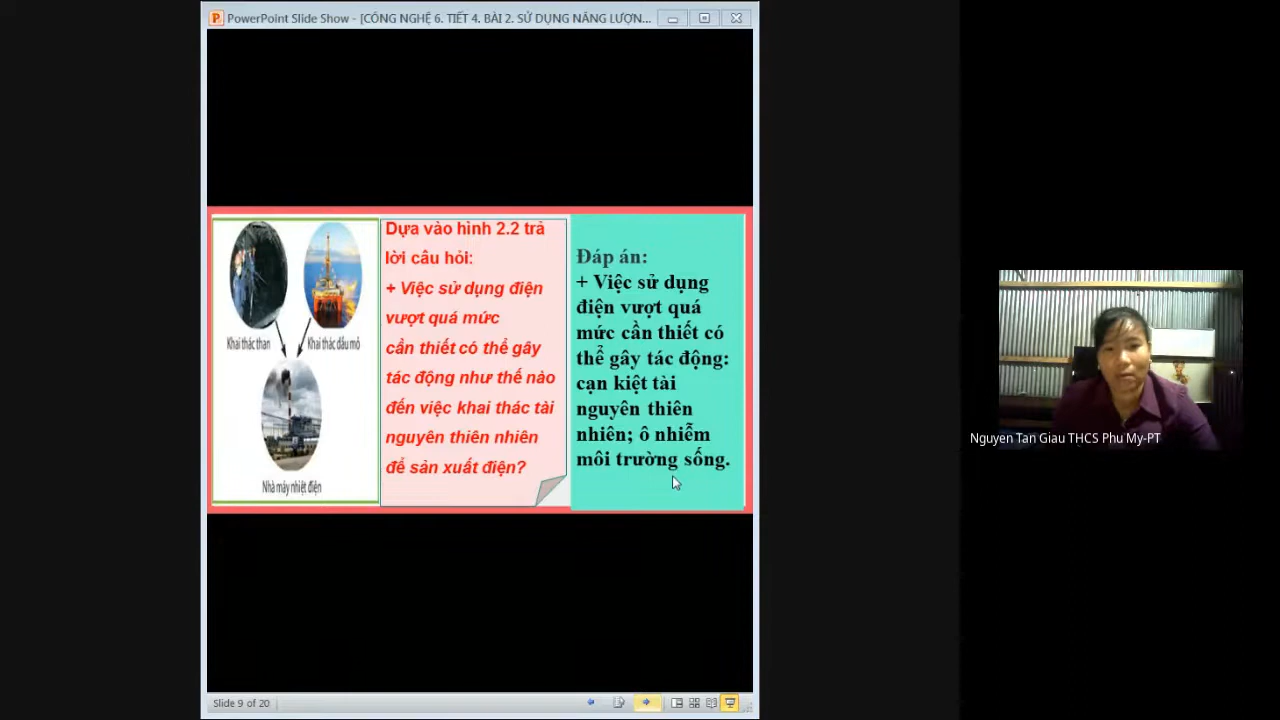 PowerPoint Slide Show - [CÔNG NGHỆ 6. TIẾT 4. BÀI 2. SỬ DỤNG NĂNG LƯỢN...
Khai thác than
Khai thác dầu mỏ
Nhà máy nhiệt điện
Dựa vào hình 2.2 trả
lời câu hỏi:
+ Việc sử dụng điện
vượt quá mức
cần thiết có thể gây
tác động như thế nào
đến việc khai thác tài
nguyên thiên nhiên
để sản xuất điện?
Đáp án:
+ Việc sử dụng
điện vượt quá
mức cần thiết có
thể gây tác động:
cạn kiệt tài
nguyên thiên
nhiên; ô nhiễm
môi trường sống.
Nguyen Tan Giau THCS Phu My-PT
Slide 9 of 20